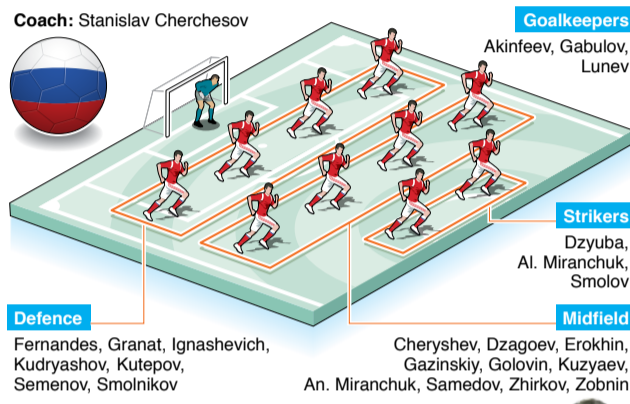 Coach: Stanislav Cherchesov
Goalkeepers
Akinfeev, Gabulov,
Lunev
Strikers
Dzyuba,
Al. Miranchuk,
Smolov
Defence
Fernandes, Granat, Ignashevich,
Kudryashov, Kutepov,
Semenov, Smolnikov
Midfield
Cheryshev, Dzagoev, Erokhin,
Gazinskiy, Golovin, Kuzyaev,
An. Miranchuk, Samedov, Zhirkov, Zobnin